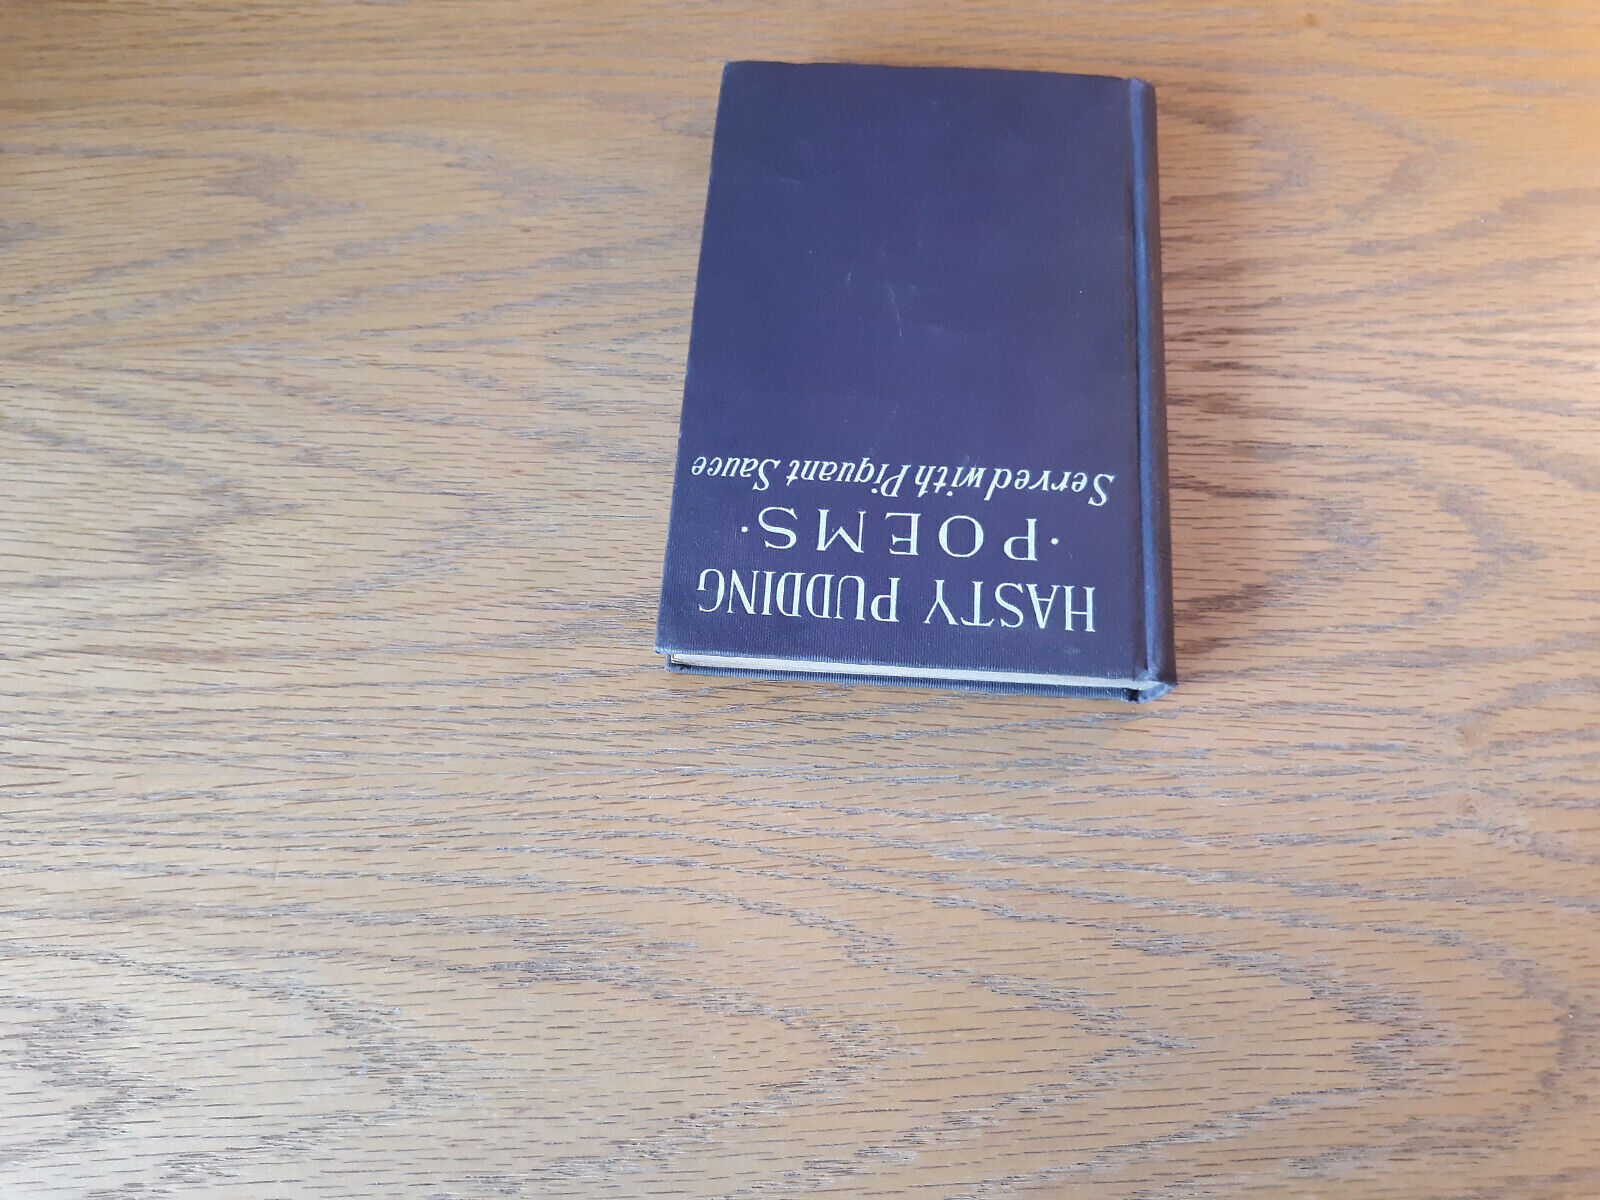 HASTY PUDDING
·POEMS·
Served with Piquant Sauce